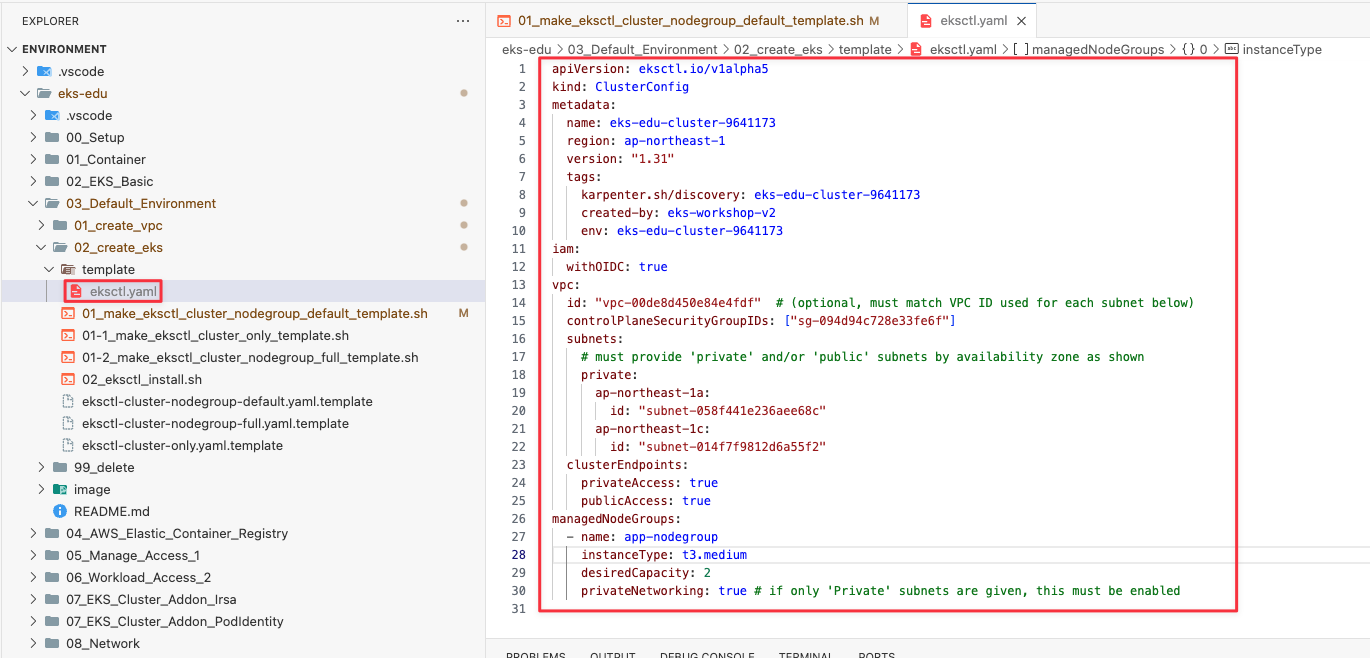 EXPLORER
ENVIRONMENT
.vscode
eks-edu
.vscode
00_Setup
01_Container
02_EKS_Basic
03_Default_Environment
01_create_vpc
02_create_eks
template
eksctl.yaml
01_make_eksctl_cluster_nodegroup_default_template.sh M
01-1_make_eksctl_cluster_only_template.sh
01-2_make_eksctl_cluster_nodegroup_full_template.sh
02_eksctl_install.sh
eksctl-cluster-nodegroup-default.yaml.template
eksctl-cluster-nodegroup-full.yaml.template
eksctl-cluster-only.yaml.template
99_delete
image
README.md
04_AWS_Elastic_Container_Registry
05_Manage_Access_1
06_Workload_Access_2
07_EKS_Cluster_Addon_Irsa
07_EKS_Cluster_Addon_PodIdentity
08_Network
01_make_eksctl_cluster_nodegroup_default_template.sh M
eksctl.yaml
eks-edu > 03_Default_Environment > 02_create_eks > template > eksctl.yaml > [ ] managedNodeGroups > { } 0 > abc instanceType
1 apiVersion: eksctl.io/v1alpha5
2 kind: ClusterConfig
3 metadata:
4   name: eks-edu-cluster-9641173
5   region: ap-northeast-1
6   version: "1.31"
7   tags:
8     karpenter.sh/discovery: eks-edu-cluster-9641173
9     created-by: eks-workshop-v2
10     env: eks-edu-cluster-9641173
11 iam:
12   withOIDC: true
13 vpc:
14   id: "vpc-00de8d450e84e4fdf"  # (optional, must match VPC ID used for each subnet below)
15   controlPlaneSecurityGroupIDs: ["sg-094d94c728e33fe6f"]
16   subnets:
17     # must provide 'private' and/or 'public' subnets by availability zone as shown
18     private:
19       ap-northeast-1a:
20         id: "subnet-058f441e236aee68c"
21       ap-northeast-1c:
22         id: "subnet-014f7f9812d6a55f2"
23   clusterEndpoints:
24     privateAccess: true
25     publicAccess: true
26 managedNodeGroups:
27   - name: app-nodegroup
28     instanceType: t3.medium
29     desiredCapacity: 2
30     privateNetworking: true # if only 'Private' subnets are given, this must be enabled
31
PROBLEMS OUTPUT DEBUG CONSOLE TERMINAL PORTS